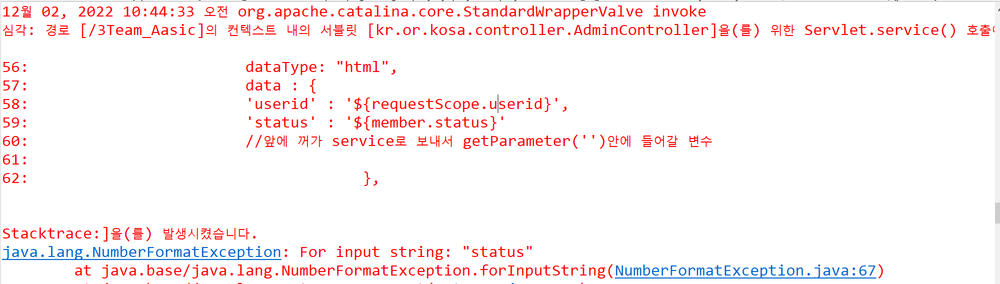 12월 02, 2022 10:44:33 오전 org.apache.catalina.core.StandardWrapperValve invoke
심각: 경로 [/3Team_Aasic]의 컨텍스트 내의 서블릿 [kr.or.kosa.controller.AdminController]을(를) 위한 Servlet.service()
56: dataType: "html",
57: data : {
58: 'userid' : '${requestScope.userid}',
59: 'status' : '${member.status}'
60: //앞에 꺼가 service로 보내서 getParameter('')안에 들어갈 변수
61:
62: },
Stacktrace:]을(를) 발생시켰습니다.
java.lang.NumberFormatException: For input string: "status"
at java.base/java.lang.NumberFormatException.forInputString(NumberFormatException.java:67)